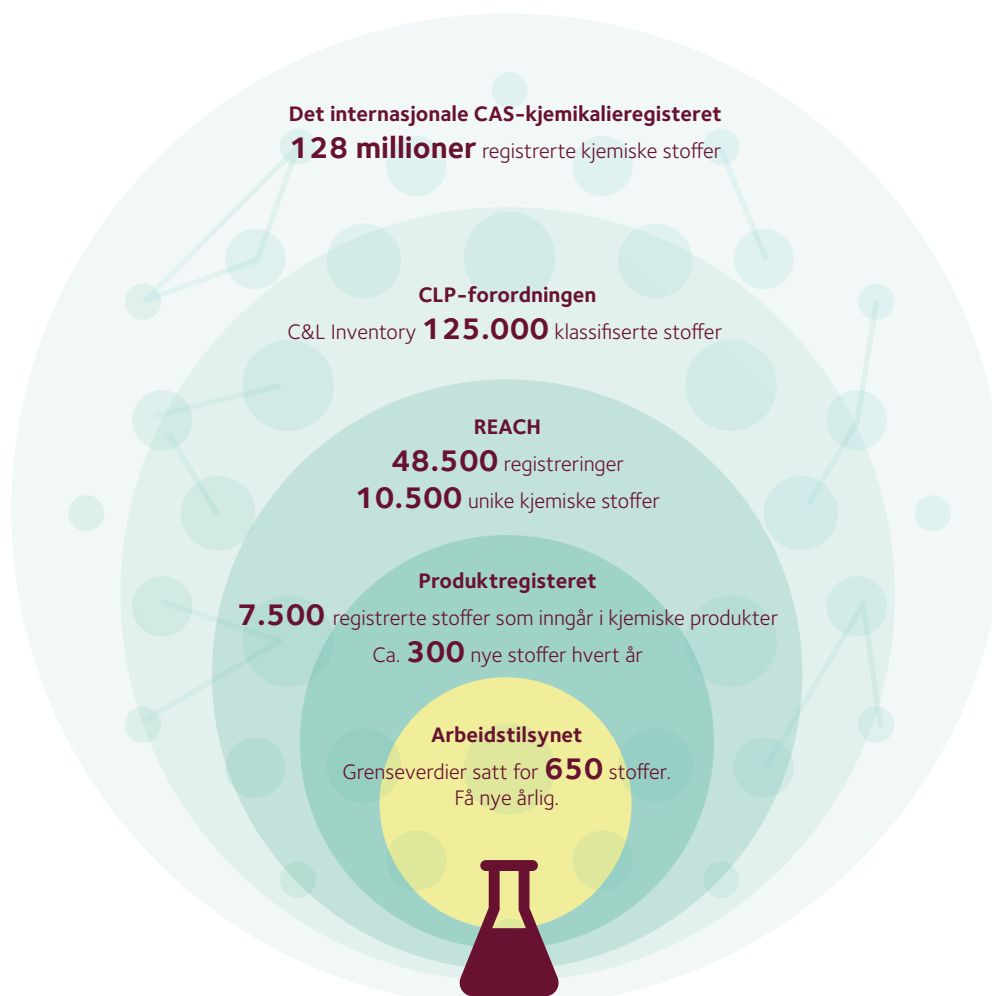 Det internasjonale CAS-kjemikalieregisteret
128 millioner registrerte kjemiske stoffer
CLP-forordningen
C&L Inventory 125.000 klassifiserte stoffer
REACH
48.500 registreringer
10.500 unike kjemiske stoffer
Produktregisteret
7.500 registrerte stoffer som inngår i kjemiske produkter
Ca. 300 nye stoffer hvert år
Arbeidstilsynet
Grenseverdier satt for 650 stoffer.
Få nye årlig.